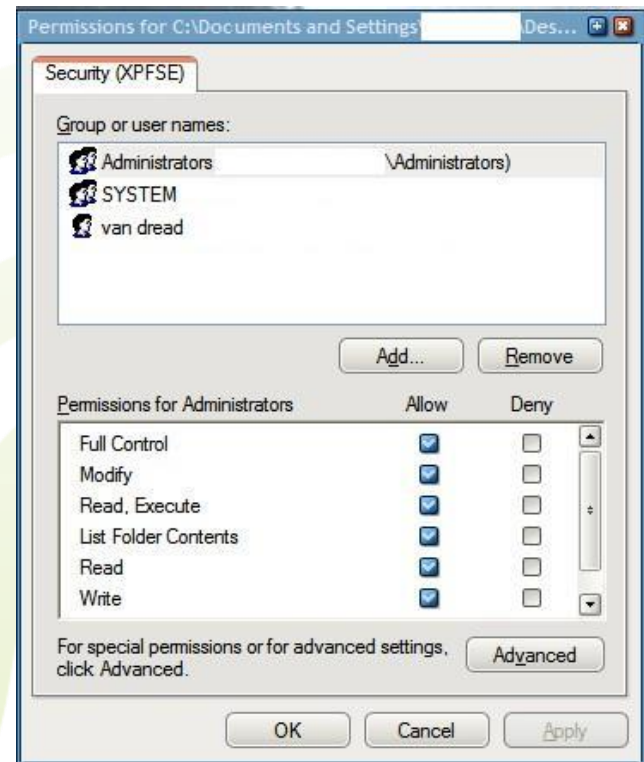 Permissions for C:\Documents and Settings\ \Des...
Security (XPFSE)
Group or user names:
Administrators \Administrators)
SYSTEM
van dread
Add... Remove
Permissions for Administrators Allow Deny
Full Control
Modify
Read, Execute
List Folder Contents
Read
Write
For special permissions or for advanced settings,
click Advanced.
Advanced
OK Cancel Apply